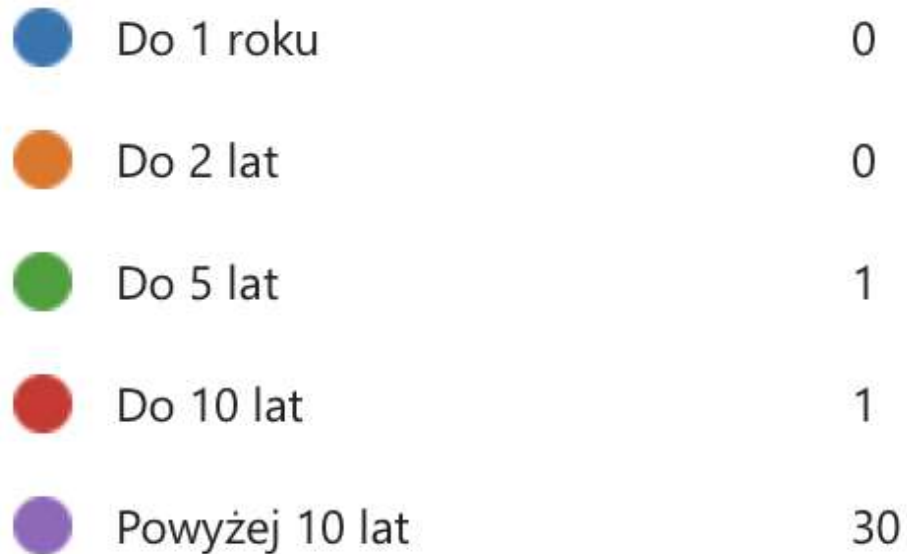 Do 1 roku 0
Do 2 lat 0
Do 5 lat 1
Do 10 lat 1
Powyżej 10 lat 30